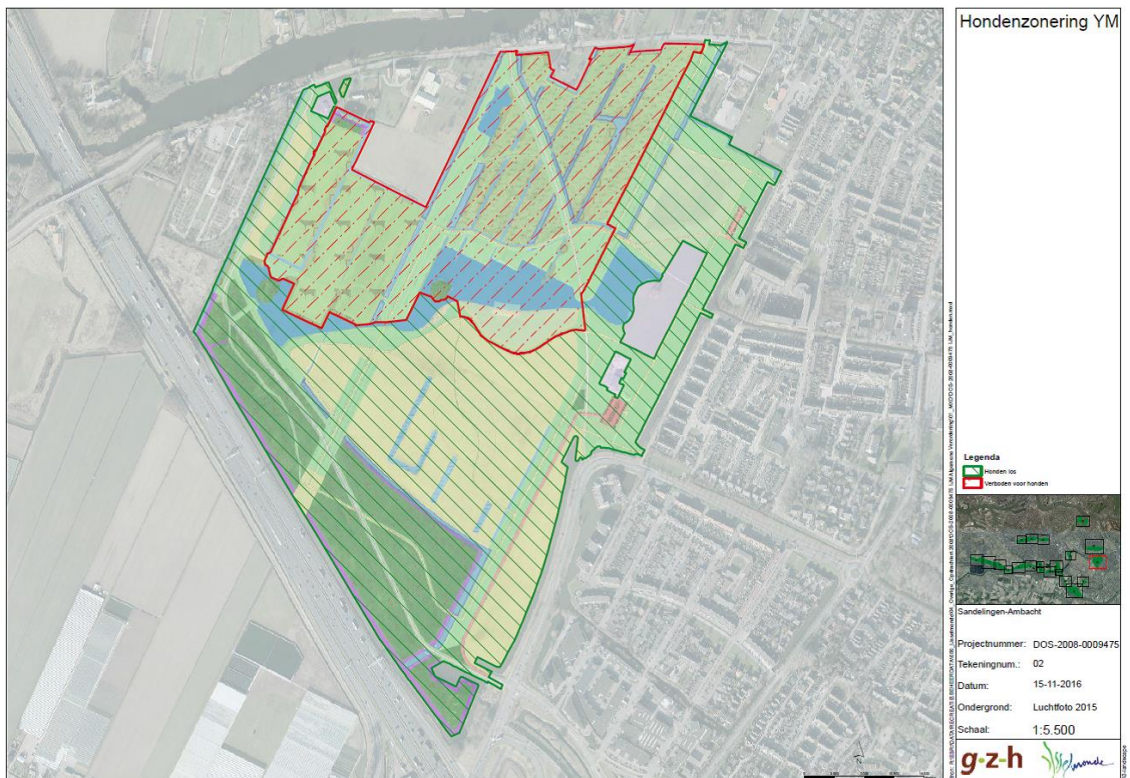 Hondenzonering YM
Legenda
Honden los
Verboden voor honden
Sandelingen-Ambacht
Projectnummer: DOS-2008-0009475
Tekeningnum.: 02
Datum: 15-11-2016
Ondergrond: Luchtfoto 2015
Schaal: 1:5.500
g-z-h
IJsselmonde
N